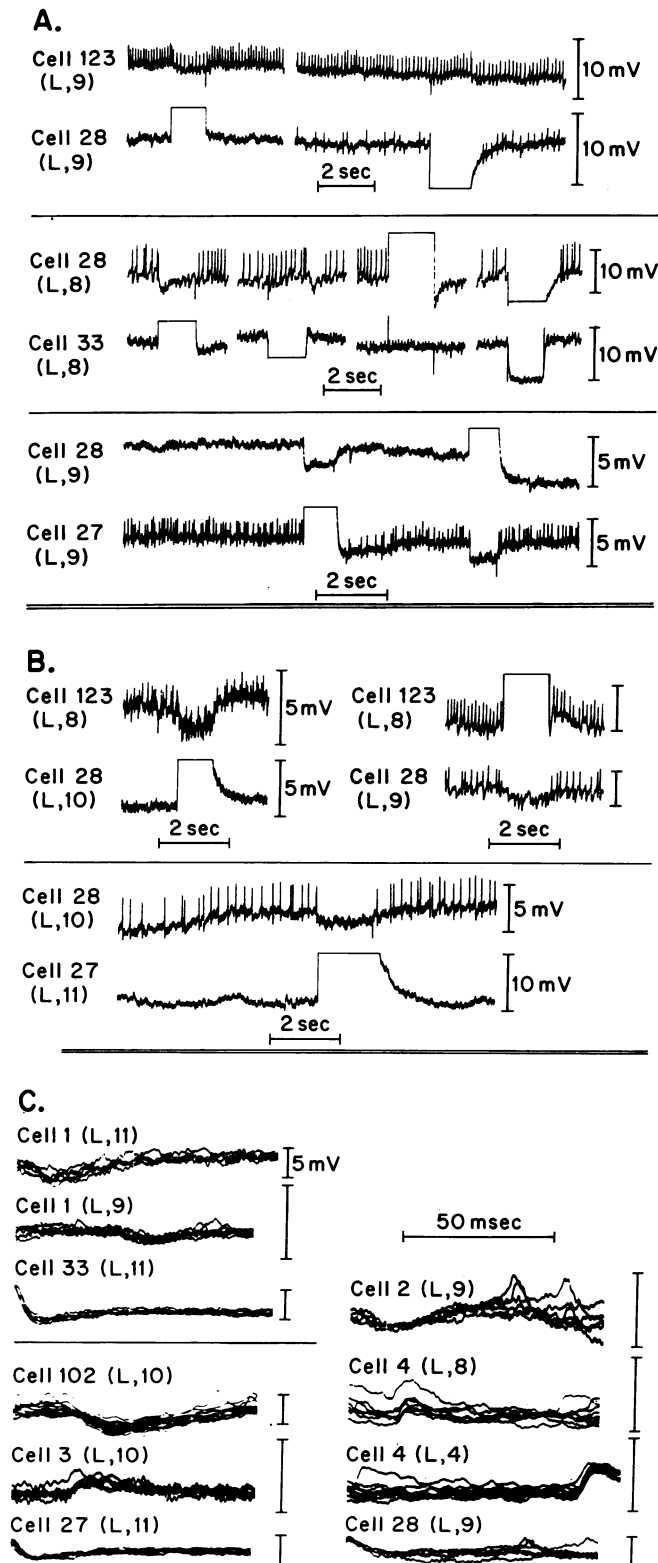 A.
Cell 123
(L,9)
10 mV
Cell 28
(L,9)
10 mV
2 sec
Cell 28
(L,8)
10 mV
Cell 33
(L,8)
10 mV
2 sec
Cell 28
(L,9)
5 mV
Cell 27
(L,9)
5 mV
2 sec
B.
Cell 123
(L,8)
5 mV
Cell 28
(L,10)
5 mV
2 sec
Cell 123
(L,8)
Cell 28
(L,9)
2 sec
Cell 28
(L,10)
5 mV
Cell 27
(L,11)
10 mV
2 sec
C.
Cell 1 (L,11)
5 mV
Cell 1 (L,9)
Cell 33 (L,11)
Cell 102 (L,10)
Cell 3 (L,10)
Cell 27 (L,11)
50 msec
Cell 2 (L,9)
Cell 4 (L,8)
Cell 4 (L,4)
Cell 28 (L,9)